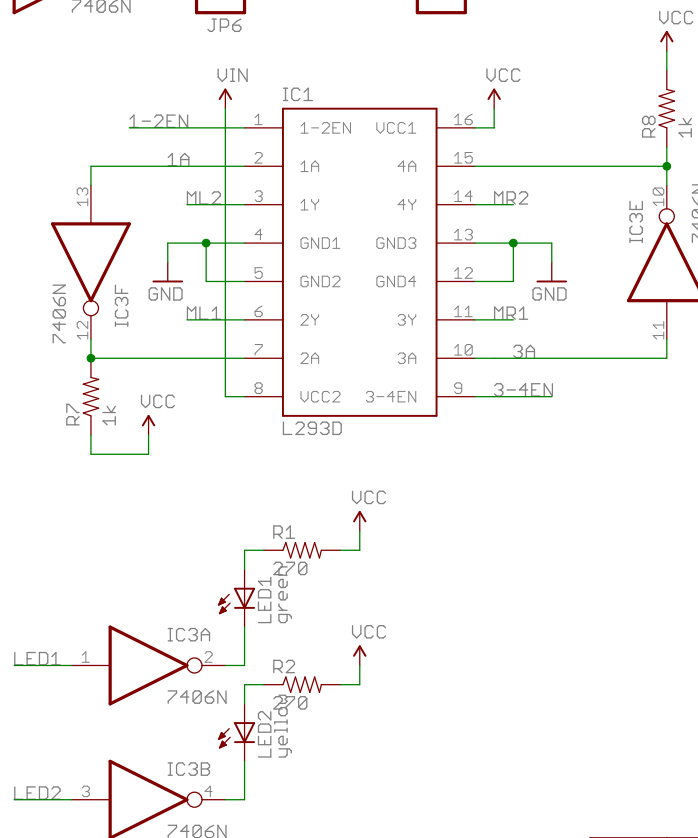 7406N
JP6
VCC
VIN
VCC
IC1
R8
1k
1-2EN
1
1-2EN
VCC1
16
1A
2
1A
4A
15
13
ML2
3
1Y
4Y
14
MR2
10
IC3E
7406N
4
GND1
GND3
13
5
GND2
GND4
12
GND
GND
7406N
IC3F
12
ML1
6
2Y
3Y
11
MR1
11
7
2A
3A
10
3A
8
VCC2
3-4EN
9
3-4EN
R7
1k
VCC
L293D
VCC
R1
270
LED1
green
IC3A
LED1
1
2
7406N
VCC
R2
270
LED2
yellow
IC3B
LED2
3
4
7406N